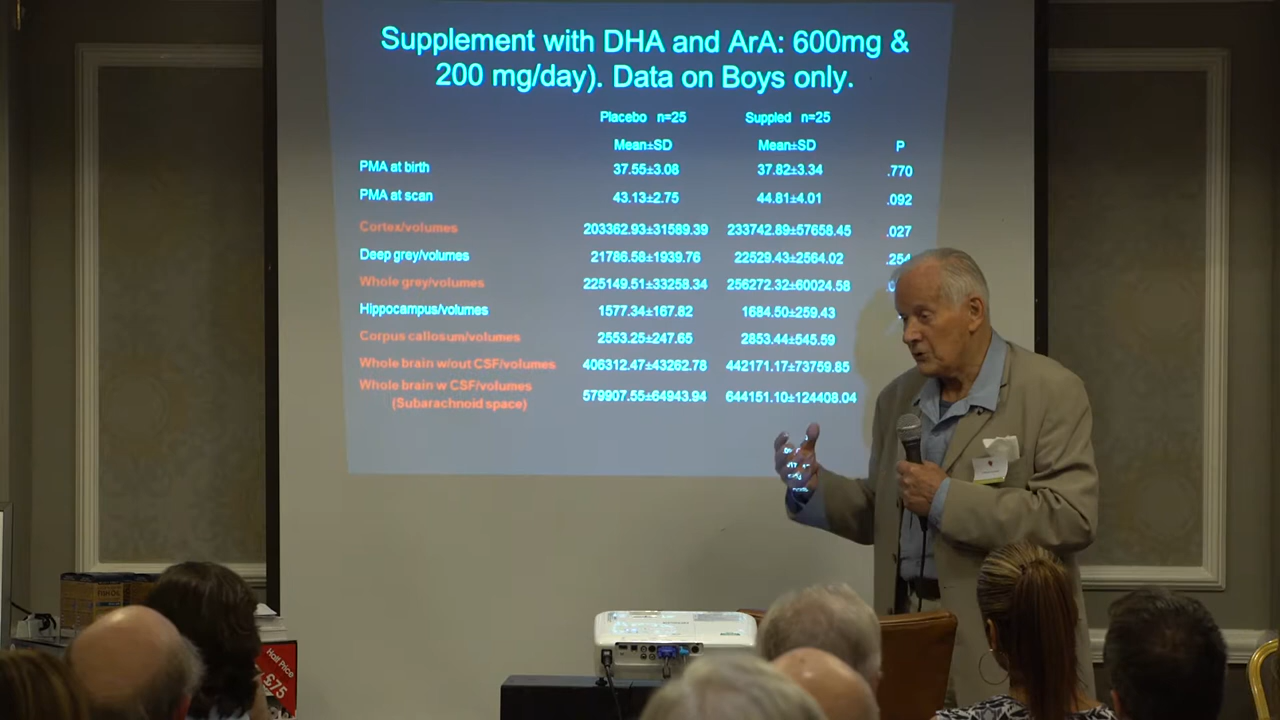 Supplement with DHA and ArA: 600mg &
200 mg/day). Data on Boys only.
Placebo n=25 Suppled n=25
Mean±SD Mean±SD P
PMA at birth 37.55±3.08 37.82±3.34 .770
PMA at scan 43.13±2.75 44.81±4.01 .092
Cortex/volumes 203362.93±31589.39 233742.89±57658.45 .027
Deep grey/volumes 21786.58±1939.76 22529.43±2564.02 .254
Whole grey/volumes 225149.51±33258.34 256272.32±60024.58
Hippocampus/volumes 1577.34±167.82 1684.50±259.43
Corpus callosum/volumes 2553.25±247.65 2853.44±545.59
Whole brain w/out CSF/volumes 406312.47±43262.78 442171.17±73759.85
Whole brain w CSF/volumes
(Subarachnoid space) 579907.55±64943.94 644151.10±124408.04
Half Price
£75